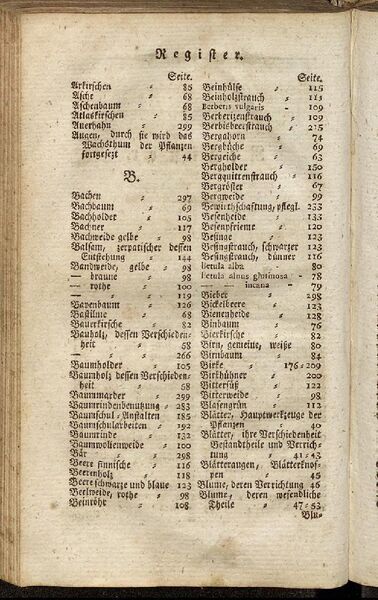 Register.
Seite.
Arkirschen - 85
Asche - 68
Aschenbaum - 68
Atlaskirschen - 85
Auerhahn - 299
Augen, durch sie wird das
Wachsthum der Pflanzen
fortgesetzt - 44
B.
Bachen - 297
Bachbaum - 69
Bachholder - 105
Bachner - 117
Bachweide gelbe - 98
Balsam, zerpatischer dessen
Entstehung - 144
Bandweide, gelbe - 98
— braune - 98
— rothe - 100
— - 119
Bavenbaum - 126
Bastülme - 68
Bauerkirsche - 82
Bauholz, dessen Verschieden-
heit - 58
— - 266
Baumholder - 105
Baumholz dessen Verschieden-
heit - 58
Baummarder - 299
Baumrindenbenutzung - 283
Baumschul-Anstalten - 185
Baumschularbeiten - 192
Baumrinde - 132
Baumwollenweide - 100
Bär - 298
Beere finnische - 116
Beerenholz - 118
Beere schwarze und blaue 123
Beelweide, rothe - 98
Beinröhr - 108
Seite.
Beinhülse - 115
Beinholzstrauch - 113
Berberis vulgaris - 109
Berberizenstrauch - 109
Berbisbeerstrauch - 215
Bergahorn - 74
Bergbüche - 69
Bergeiche - 63
Bergholder - 150
Bergquittenstrauch - 116
Bergröster - 67
Bergweide - 99
Bewirthschaftung, pflegl. 233
Besenheide - 133
Besenpfrieme - 120
Besinge - 123
Besingstrauch, schwarzer 123
Besingstrauch, dünner 116
betula alba - 80
betula alnus glutinosa - 78
— — incana - 79
Bieber - 298
Bickelbeere - 123
Bienenheide - 128
Binbaum - 76
Bierkirsche - 82
Birn, gemeine, weiße 80
Birnbaum - 84
Birke - 176-209
Birkhühner - 200
Bittersüß - 122
Bitterweide - 98
Blasengrün - 112
Blätter, Hauptwerkzeuge der
Pflanzen - 40
Blätter, ihre Verschiedenheit
Bestandtheile und Verrich-
tung - 41-43
Blätteraugen, Blätterknos-
pen - 45
Blume, deren Verrichtung 46
Blume, deren wesendliche
Theile - 47-53
Blu-